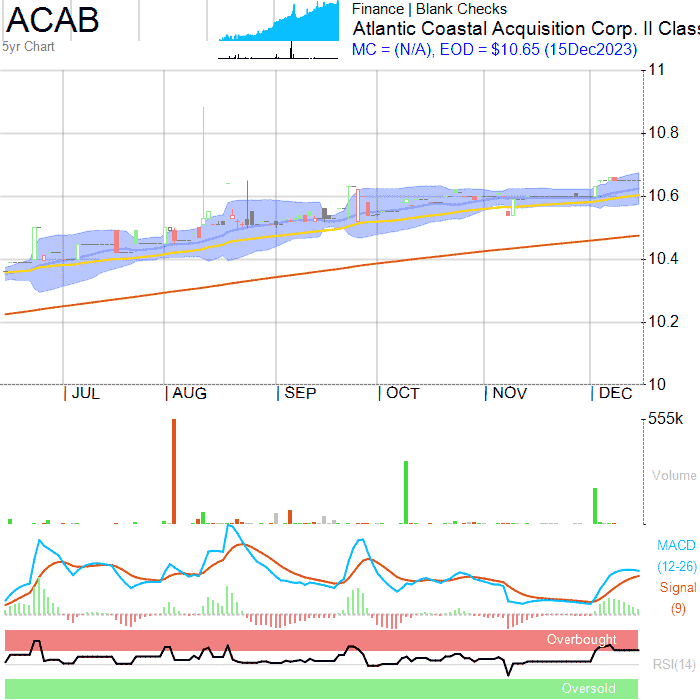 ACAB
5yr Chart
Finance | Blank Checks
Atlantic Coastal Acquisition Corp. II Clas
MC = (N/A), EOD = $10.65 (15Dec2023)
11
10.8
10.6
10.4
10.2
10
| JUL | AUG | SEP | OCT | NOV | DEC
555k
Volume
MACD
(12-26)
Signal
(9)
Overbought
RSI(14)
Oversold